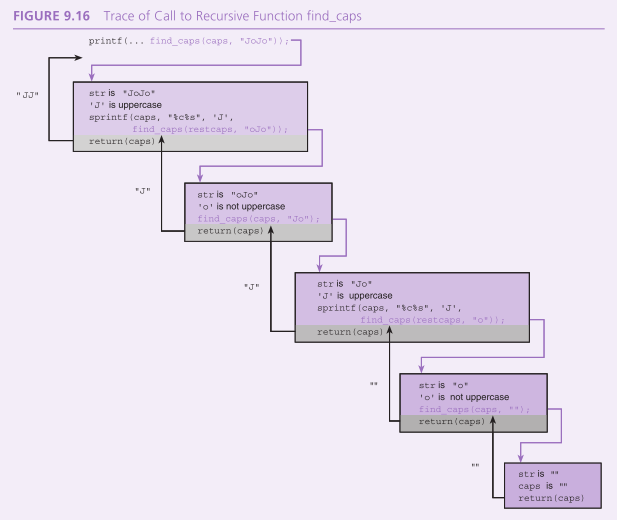 FIGURE 9.16 Trace of Call to Recursive Function find_caps
printf(... find_caps(caps, "JoJo"));
"JJ"
str is "JoJo"
'J' is uppercase
sprintf(caps, "%c%s", 'J',
find_caps(restcaps, "oJo"));
return(caps)
"J"
str is "oJo"
'o' is not uppercase
find_caps(caps, "Jo");
return(caps)
"J"
str is "Jo"
'J' is uppercase
sprintf(caps, "%c%s", 'J',
find_caps(restcaps, "o"));
return(caps)
""
str is "o"
'o' is not uppercase
find_caps(caps, "");
return(caps)
""
str is ""
caps is ""
return(caps)